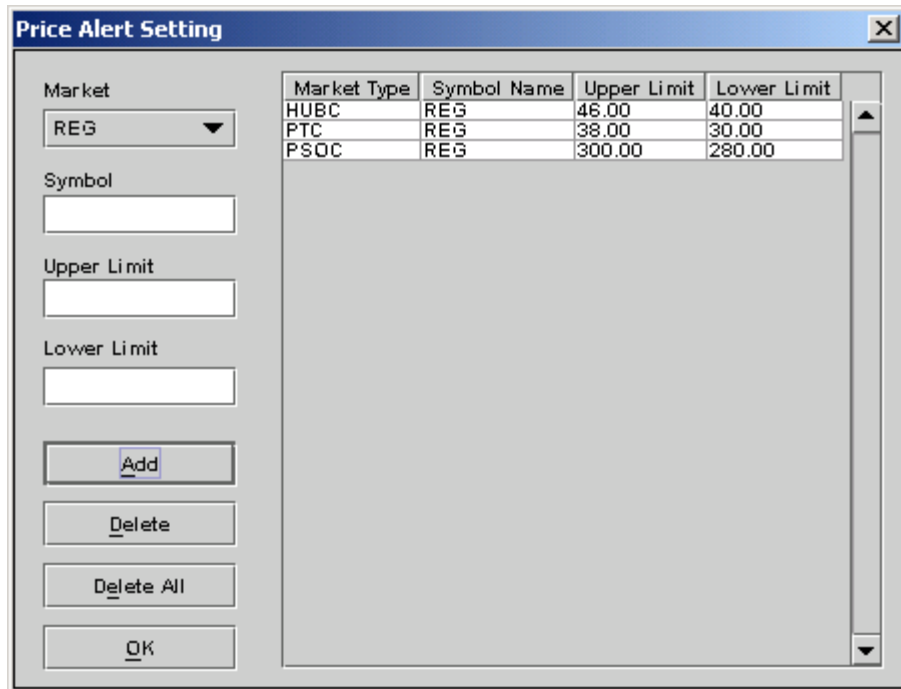 Price Alert Setting
Market
REG
Symbol
Upper Limit
Lower Limit
Add
Delete
Delete All
OK
Market Type Symbol Name Upper Limit Lower Limit
HUBC REG 46.00 40.00
PTC REG 38.00 30.00
PSOC REG 300.00 280.00